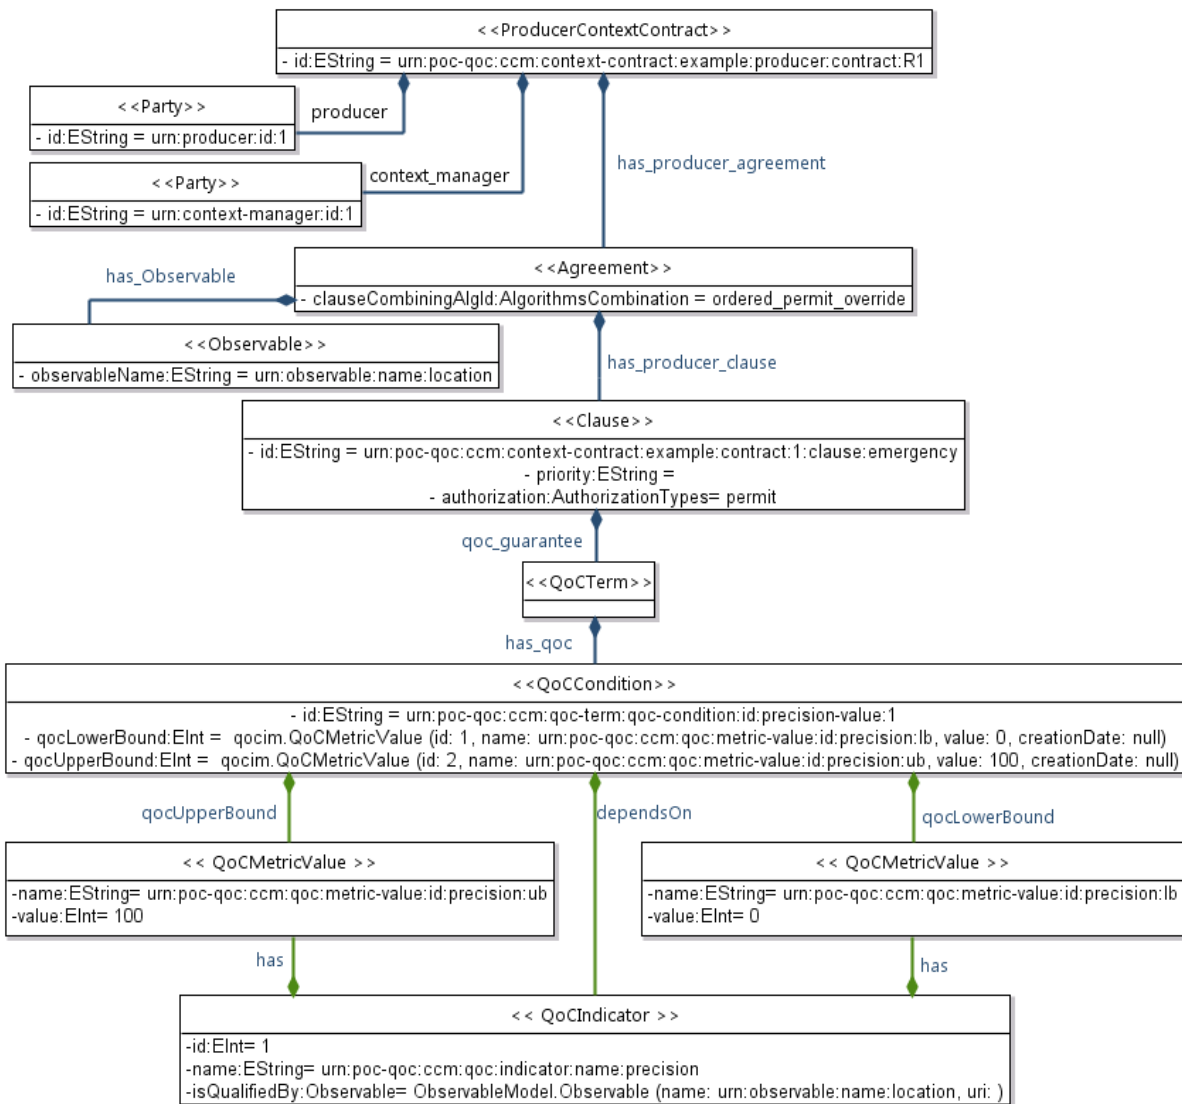 <<ProducerContextContract>>
- id:EString = urn:poc-qoc:ccm:context-contract:example:producer:contract:R1
<<Party>>
- id:EString = urn:producer:id:1
producer
<<Party>>
- id:EString = urn:context-manager:id:1
context_manager
has_producer_agreement
<<Agreement>>
- clauseCombiningAlgId:AlgorithmsCombination = ordered_permit_override
has_Observable
<<Observable>>
- observableName:EString = urn:observable:name:location
has_producer_clause
<<Clause>>
- id:EString = urn:poc-qoc:ccm:context-contract:example:contract:1:clause:emergency
- priority:EString =
- authorization:AuthorizationTypes= permit
qoc_guarantee
<<QoCTerm>>
has_qoc
<<QoCCondition>>
- id:EString = urn:poc-qoc:ccm:qoc-term:qoc-condition:id:precision-value:1
- qocLowerBound:EInt = qocim.QoCMetricValue (id: 1, name: urn:poc-qoc:ccm:qoc:metric-value:id:precision:lb, value: 0, creationDate: null)
- qocUpperBound:EInt = qocim.QoCMetricValue (id: 2, name: urn:poc-qoc:ccm:qoc:metric-value:id:precision:ub, value: 100, creationDate: null)
qocUpperBound
dependsOn
qocLowerBound
<< QoCMetricValue >>
-name:EString= urn:poc-qoc:ccm:qoc:metric-value:id:precision:ub
-value:EInt= 100
<< QoCMetricValue >>
-name:EString= urn:poc-qoc:ccm:qoc:metric-value:id:precision:lb
-value:EInt= 0
has
has
<< QoCIndicator >>
-id:EInt= 1
-name:EString= urn:poc-qoc:ccm:qoc:indicator:name:precision
-isQualifiedBy:Observable= ObservableModel.Observable (name: urn:observable:name:location, uri: )